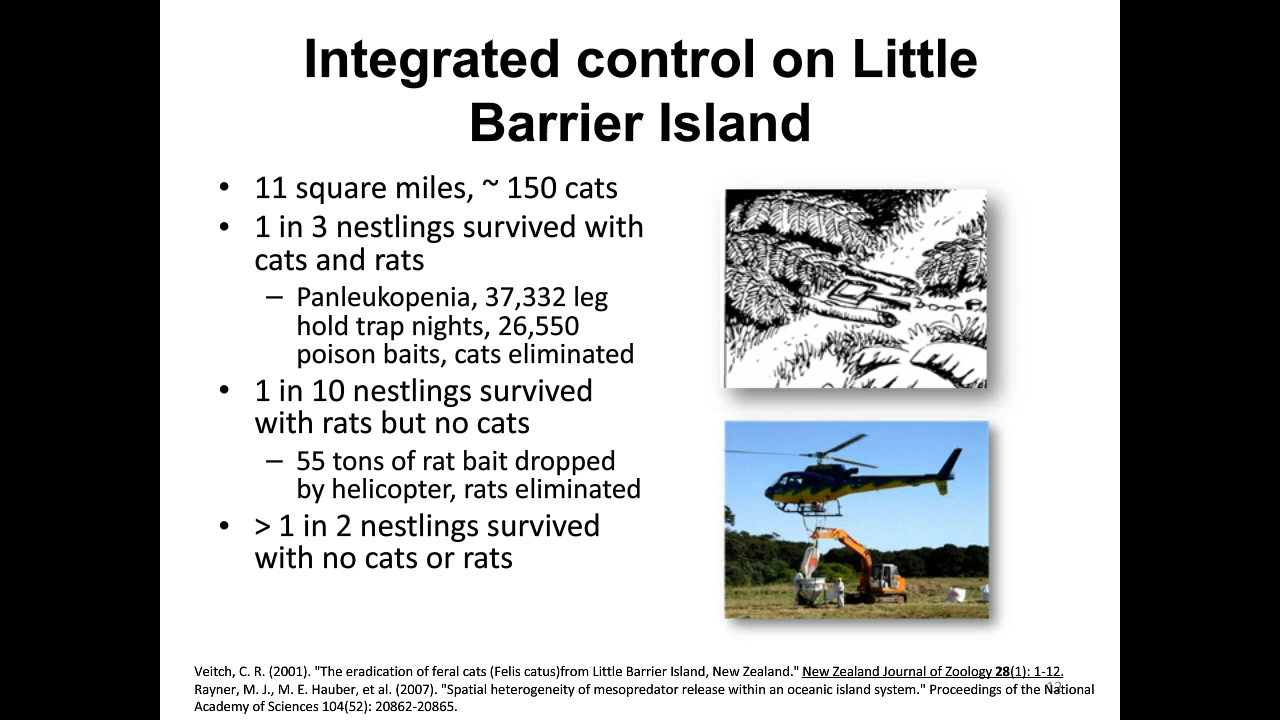 Integrated control on Little
Barrier Island
• 11 square miles, ~ 150 cats
• 1 in 3 nestlings survived with
cats and rats
– Panleukopenia, 37,332 leg
hold trap nights, 26,550
poison baits, cats eliminated
• 1 in 10 nestlings survived
with rats but no cats
– 55 tons of rat bait dropped
by helicopter, rats eliminated
• > 1 in 2 nestlings survived
with no cats or rats
Veitch, C. R. (2001). "The eradication of feral cats (Felis catus)from Little Barrier Island, New Zealand." New Zealand Journal of Zoology 28(1): 1-12.
Rayner, M. J., M. E. Hauber, et al. (2007). "Spatial heterogeneity of mesopredator release within an oceanic island system." Proceedings of the National
Academy of Sciences 104(52): 20862-20865.